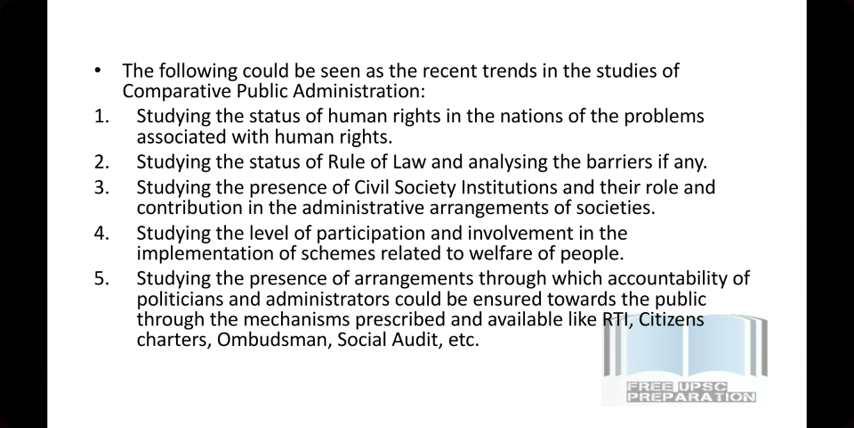 • The following could be seen as the recent trends in the studies of
Comparative Public Administration:
1. Studying the status of human rights in the nations of the problems
associated with human rights.
2. Studying the status of Rule of Law and analysing the barriers if any.
3. Studying the presence of Civil Society Institutions and their role and
contribution in the administrative arrangements of societies.
4. Studying the level of participation and involvement in the
implementation of schemes related to welfare of people.
5. Studying the presence of arrangements through which accountability of
politicians and administrators could be ensured towards the public
through the mechanisms prescribed and available like RTI, Citizens
charters, Ombudsman, Social Audit, etc.
FREE UPSC
PREPARATION